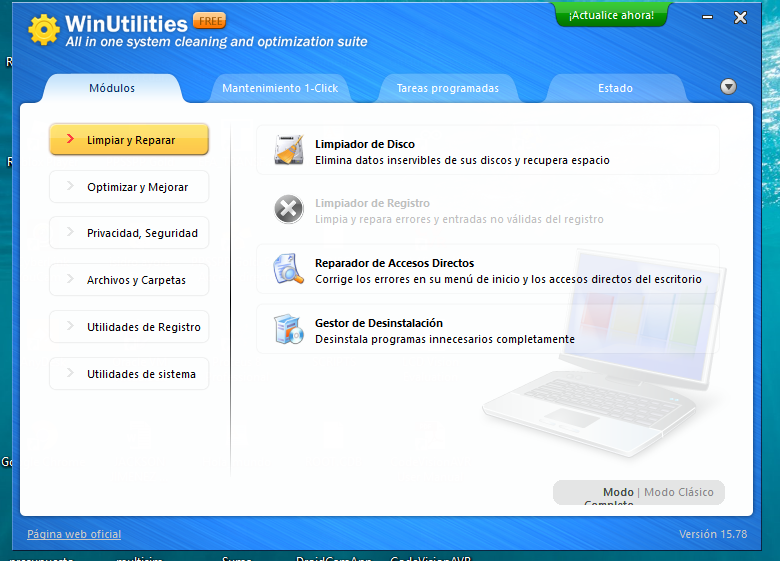 WinUtilities FREE
All in one system cleaning and optimization suite
¡Actualice ahora!
Módulos
Mantenimiento 1-Click
Tareas programadas
Estado
Limpiar y Reparar
Optimizar y Mejorar
Privacidad, Seguridad
Archivos y Carpetas
Utilidades de Registro
Utilidades de sistema
Limpiador de Disco
Elimina datos inservibles de sus discos y recupera espacio
Limpiador de Registro
Limpia y repara errores y entradas no válidas del registro
Reparador de Accesos Directos
Corrige los errores en su menú de inicio y los accesos directos del escritorio
Gestor de Desinstalación
Desinstala programas innecesarios completamente
Modo | Modo Clásico
Completo
Página web oficial
Versión 15.78